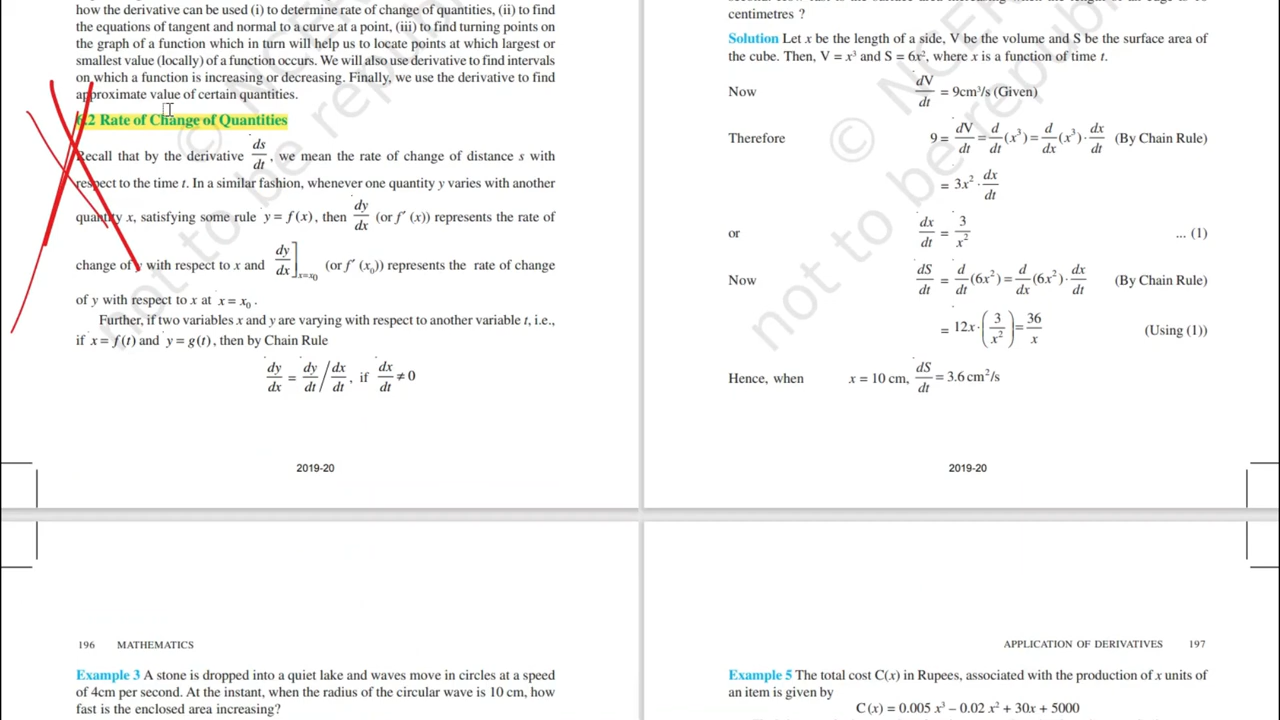 how the derivative can be used (i) to determine rate of change of quantities, (ii) to find
the equations of tangent and normal to a curve at a point, (iii) to find turning points on
the graph of a function which in turn will help us to locate points at which largest or
smallest value (locally) of a function occurs. We will also use derivative to find intervals
on which a function is increasing or decreasing. Finally, we use the derivative to find
approximate value of certain quantities.
6.2 Rate of Change of Quantities
Recall that by the derivative ds/dt, we mean the rate of change of distance s with
respect to the time t. In a similar fashion, whenever one quantity y varies with another
quantity x, satisfying some rule y = f(x), then dy/dx (or f′(x)) represents the rate of
change of y with respect to x and dy/dx]x=x₀ (or f′(x₀)) represents the rate of change
of y with respect to x at x = x₀.
Further, if two variables x and y are varying with respect to another variable t, i.e.,
if x = f(t) and y = g(t), then by Chain Rule
dy/dx = dy/dt / dx/dt, if dx/dt ≠ 0
2019-20
centimetres ?
Solution Let x be the length of a side, V be the volume and S be the surface area of
the cube. Then, V = x³ and S = 6x², where x is a function of time t.
Now dV/dt = 9cm³/s (Given)
Therefore 9 = dV/dt = d/dt(x³) = d/dx(x³) · dx/dt (By Chain Rule)
= 3x² · dx/dt
or dx/dt = 3/x² ... (1)
Now dS/dt = d/dt(6x²) = d/dx(6x²) · dx/dt (By Chain Rule)
= 12x · (3/x²) = 36/x (Using (1))
Hence, when x = 10 cm, dS/dt = 3.6 cm²/s
2019-20
196 MATHEMATICS
Example 3 A stone is dropped into a quiet lake and waves move in circles at a speed
of 4cm per second. At the instant, when the radius of the circular wave is 10 cm, how
fast is the enclosed area increasing?
APPLICATION OF DERIVATIVES 197
Example 5 The total cost C(x) in Rupees, associated with the production of x units of
an item is given by
C(x) = 0.005 x³ – 0.02 x² + 30x + 5000